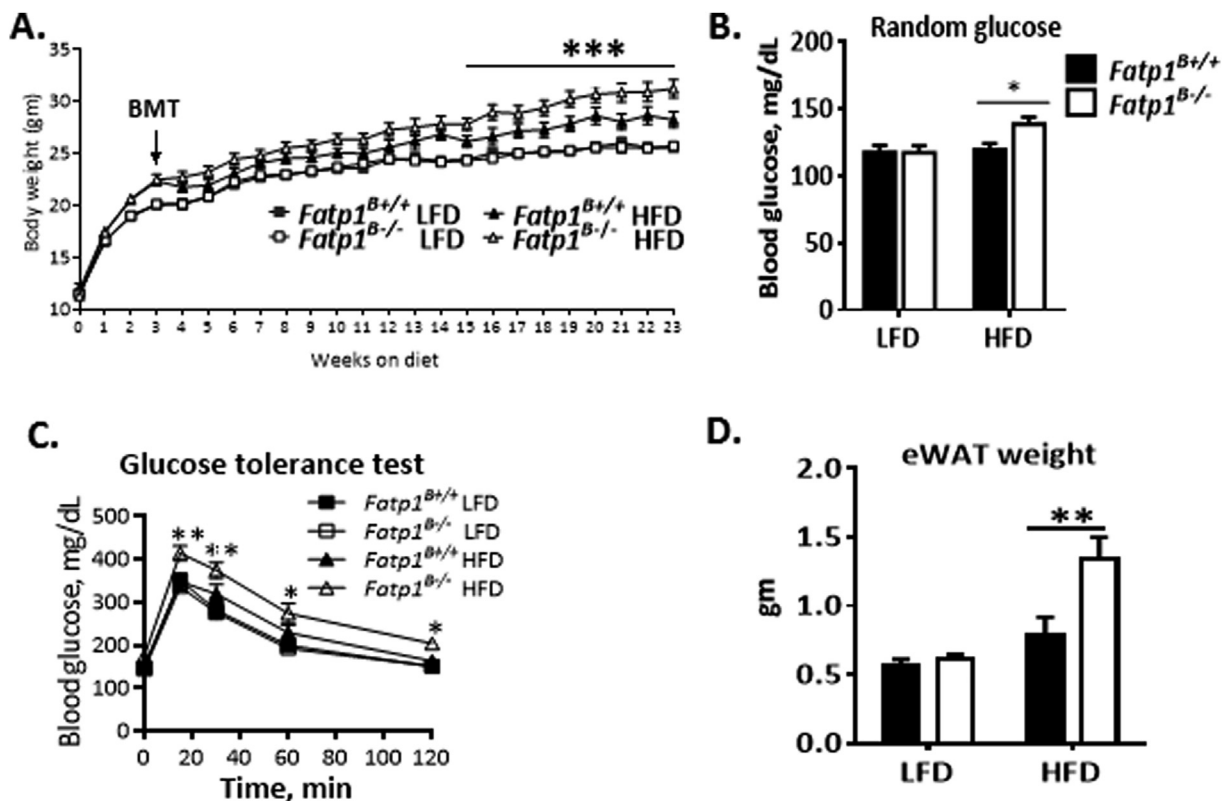 A.
***
35
30
25
20
15
10
Body weight (gm)
BMT
Fatp1B+/+ LFD
Fatp1B+/+ HFD
Fatp1B-/- LFD
Fatp1B-/- HFD
0 1 2 3 4 5 6 7 8 9 10 11 12 13 14 15 16 17 18 19 20 21 22 23
Weeks on diet
B.
Random glucose
200
150
100
50
0
Blood glucose, mg/dL
*
Fatp1B+/+
Fatp1B-/-
LFD HFD
C.
Glucose tolerance test
500
400
300
200
100
0
Blood glucose, mg/dL
**
**
*
*
Fatp1B+/+ LFD
Fatp1B-/- LFD
Fatp1B+/+ HFD
Fatp1B-/- HFD
0 20 40 60 80 100 120
Time, min
D.
eWAT weight
2.0
1.5
1.0
0.5
0.0
gm
**
LFD HFD